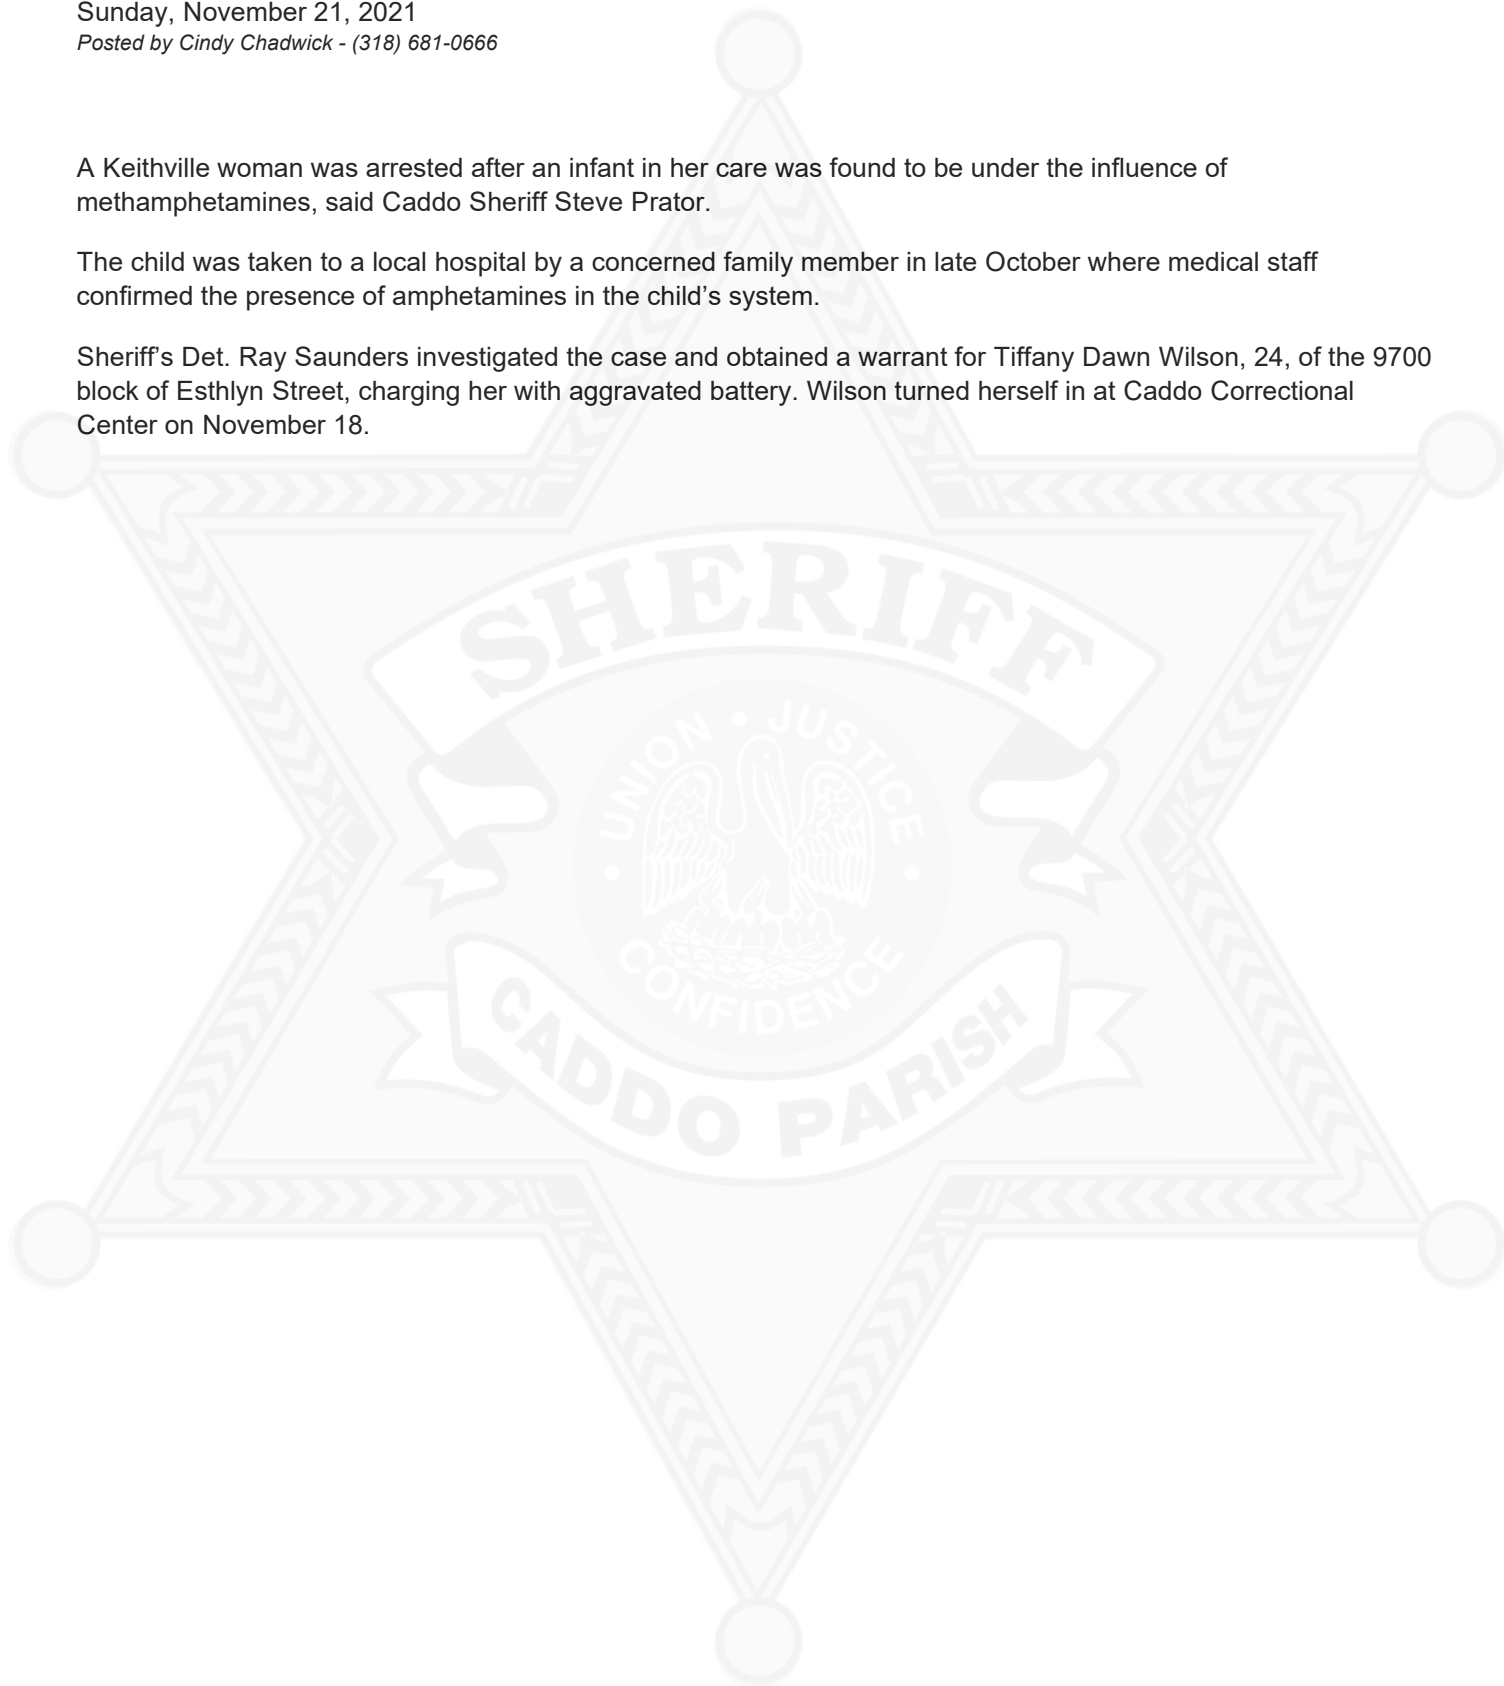 Sunday, November 21, 2021
Posted by Cindy Chadwick - (318) 681-0666
A Keithville woman was arrested after an infant in her care was found to be under the influence of
methamphetamines, said Caddo Sheriff Steve Prator.
The child was taken to a local hospital by a concerned family member in late October where medical staff
confirmed the presence of amphetamines in the child’s system.
Sheriff’s Det. Ray Saunders investigated the case and obtained a warrant for Tiffany Dawn Wilson, 24, of the 9700
block of Esthlyn Street, charging her with aggravated battery. Wilson turned herself in at Caddo Correctional
Center on November 18.
SHERIFF
UNION • JUSTICE •
• CONFIDENCE
CADDO PARISH